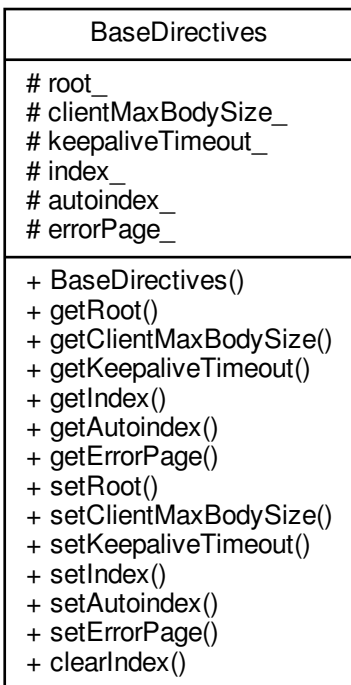 BaseDirectives
# root_
# clientMaxBodySize_
# keepaliveTimeout_
# index_
# autoindex_
# errorPage_
+ BaseDirectives()
+ getRoot()
+ getClientMaxBodySize()
+ getKeepaliveTimeout()
+ getIndex()
+ getAutoindex()
+ getErrorPage()
+ setRoot()
+ setClientMaxBodySize()
+ setKeepaliveTimeout()
+ setIndex()
+ setAutoindex()
+ setErrorPage()
+ clearIndex()